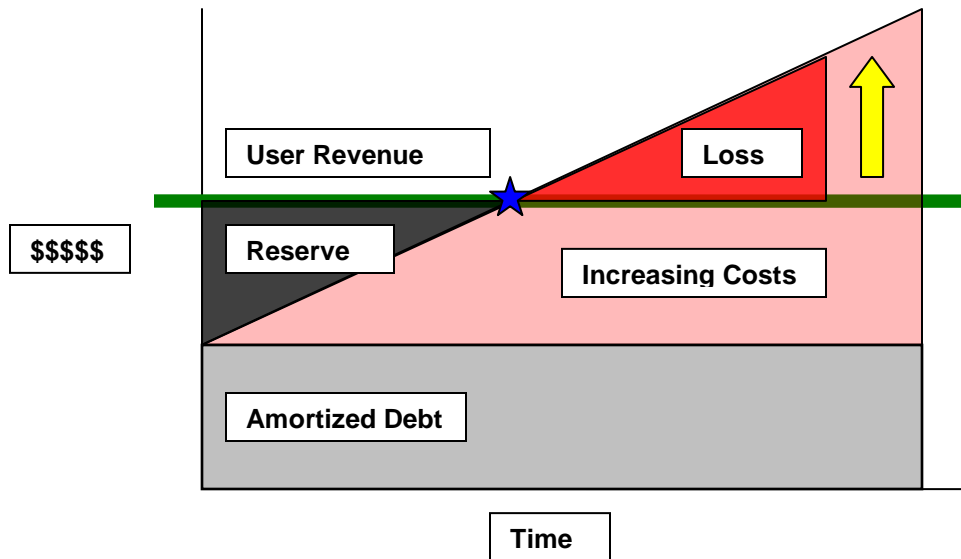 User Revenue
Loss
$$$$$
Reserve
Increasing Costs
Amortized Debt
Time